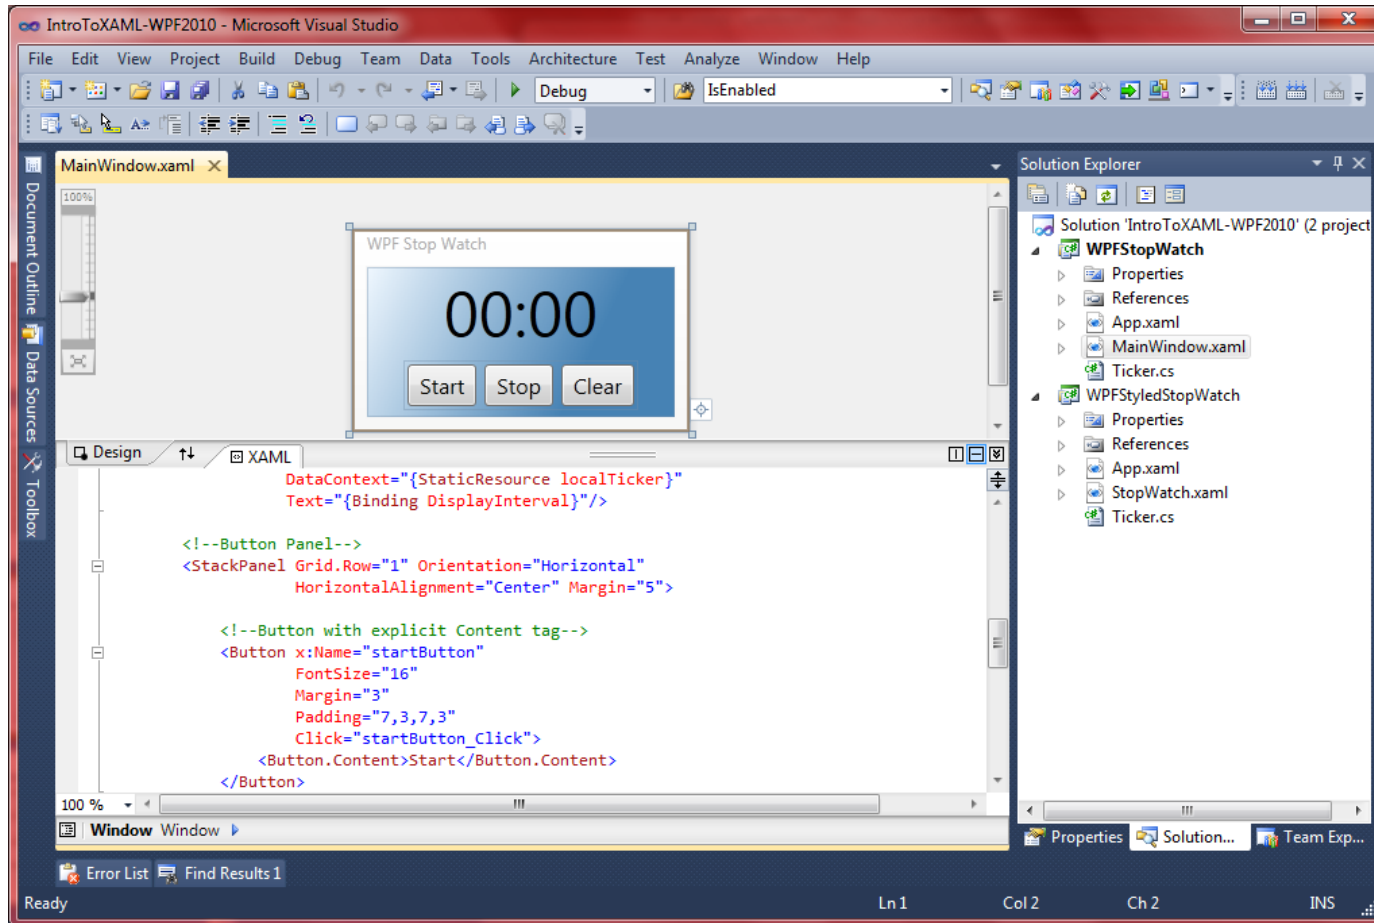 IntroToXAML-WPF2010 - Microsoft Visual Studio
File Edit View Project Build Debug Team Data Tools Architecture Test Analyze Window Help
Debug IsEnabled
Document Outline
Data Sources
Toolbox
MainWindow.xaml
100%
WPF Stop Watch
00:00
Start Stop Clear
Design XAML
DataContext="{StaticResource localTicker}"
Text="{Binding DisplayInterval}"/>
<!--Button Panel-->
<StackPanel Grid.Row="1" Orientation="Horizontal"
HorizontalAlignment="Center" Margin="5">
<!--Button with explicit Content tag-->
<Button x:Name="startButton"
FontSize="16"
Margin="3"
Padding="7,3,7,3"
Click="startButton_Click">
<Button.Content>Start</Button.Content>
</Button>
100 %
Window Window
Solution Explorer
Solution 'IntroToXAML-WPF2010' (2 project
WPFStopWatch
Properties
References
App.xaml
MainWindow.xaml
Ticker.cs
WPFStyledStopWatch
Properties
References
App.xaml
StopWatch.xaml
Ticker.cs
Properties Solution... Team Exp...
Error List Find Results 1
Ready Ln 1 Col 2 Ch 2 INS